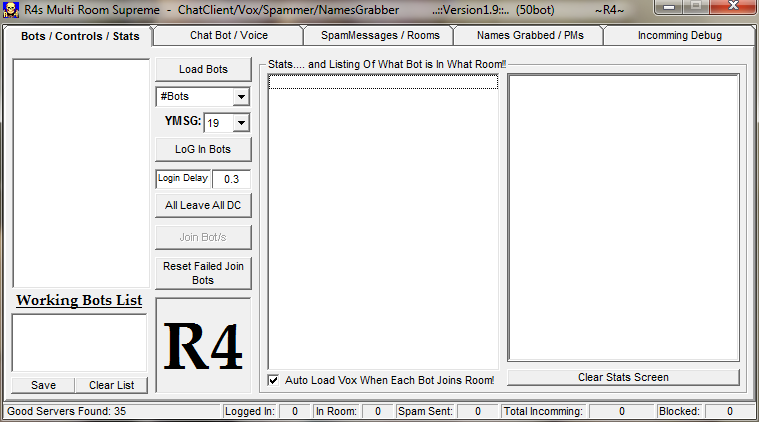 R4s Multi Room Supreme - ChatClient/Vox/Spammer/NamesGrabber ..::Version1.9::.. (50bot) ~R4~
Bots / Controls / Stats
Chat Bot / Voice
SpamMessages / Rooms
Names Grabbed / PMs
Incomming Debug
Load Bots
#Bots
YMSG: 19
LoG In Bots
Login Delay 0.3
All Leave All DC
Join Bot/s
Reset Failed Join
Bots
Working Bots List
R4
Save
Clear List
Stats.... and Listing Of What Bot is In What Room!!
Auto Load Vox When Each Bot Joins Room!
Clear Stats Screen
Good Servers Found: 35
Logged In: 0
In Room: 0
Spam Sent: 0
Total Incomming: 0
Blocked: 0